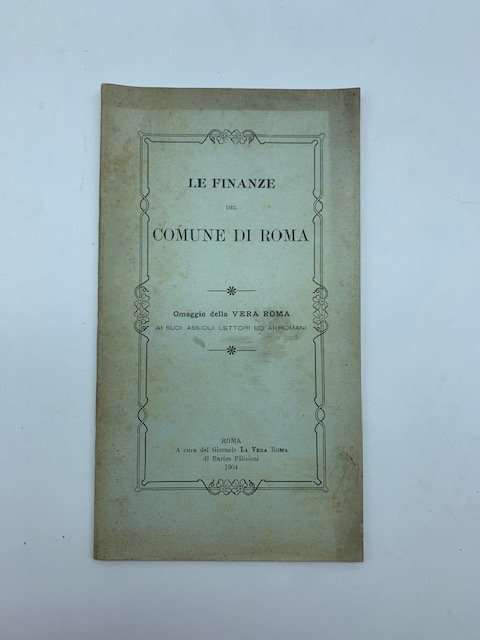 LE FINANZE
DEL
COMUNE DI ROMA
Omaggio della VERA ROMA
AI SUOI ASSIDUI LETTORI ED AI ROMANI
ROMA
A cura del Giornale LA VERA ROMA
di Enrico Filiziani
1904